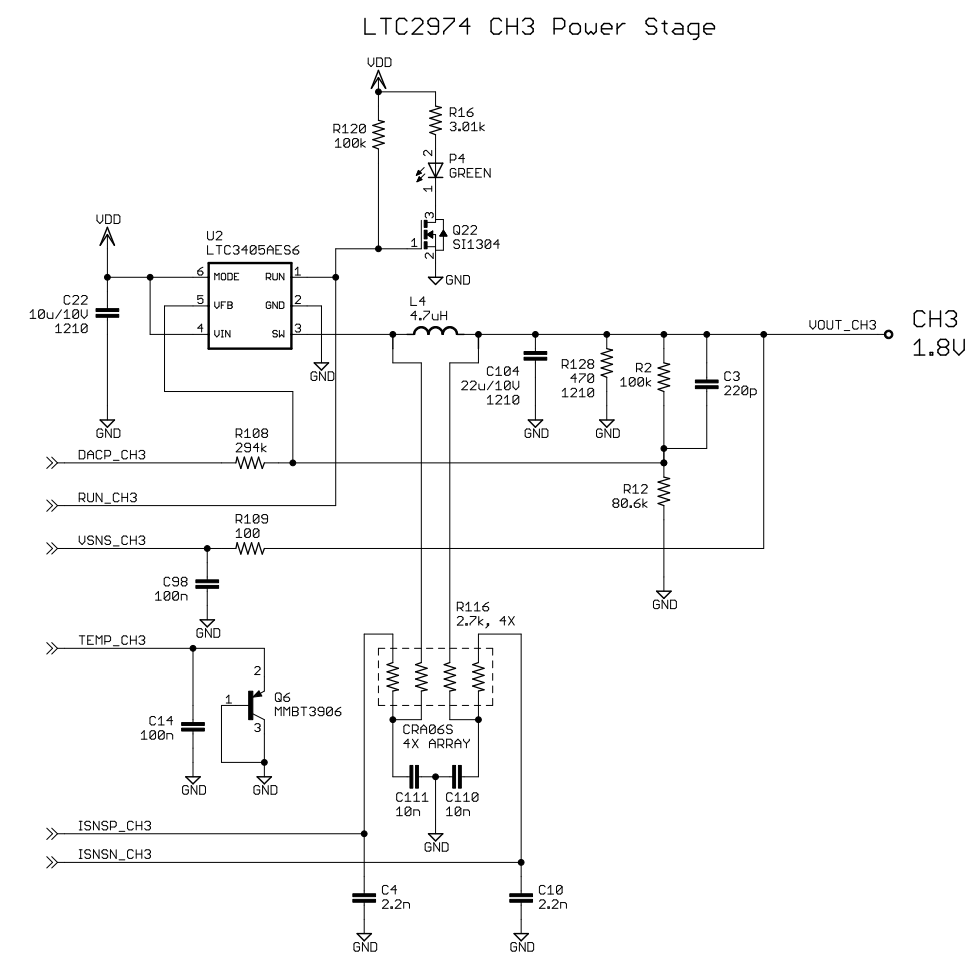 LTC2974 CH3 Power Stage
VDD
R120
100k
R16
3.01k
2
P4
GREEN
1
3
Q22
SI1304
1
2
GND
VDD
U2
LTC3405AES6
6 MODE RUN 1
5 VFB GND 2
4 VIN SW 3
C22
10u/10V
1210
GND
GND
L4
4.7uH
C104
22u/10V
1210
GND
R128
470
1210
GND
R2
100k
C3
220p
VOUT_CH3
CH3
1.8V
DACP_CH3
R108
294k
R12
80.6k
GND
RUN_CH3
VSNS_CH3
R109
100
C98
100n
GND
TEMP_CH3
2
1
Q6
MMBT3906
3
C14
100n
GND
GND
R116
2.7k, 4X
CRA06S
4X ARRAY
C111
10n
C110
10n
GND
ISNSP_CH3
ISNSN_CH3
C4
2.2n
GND
C10
2.2n
GND